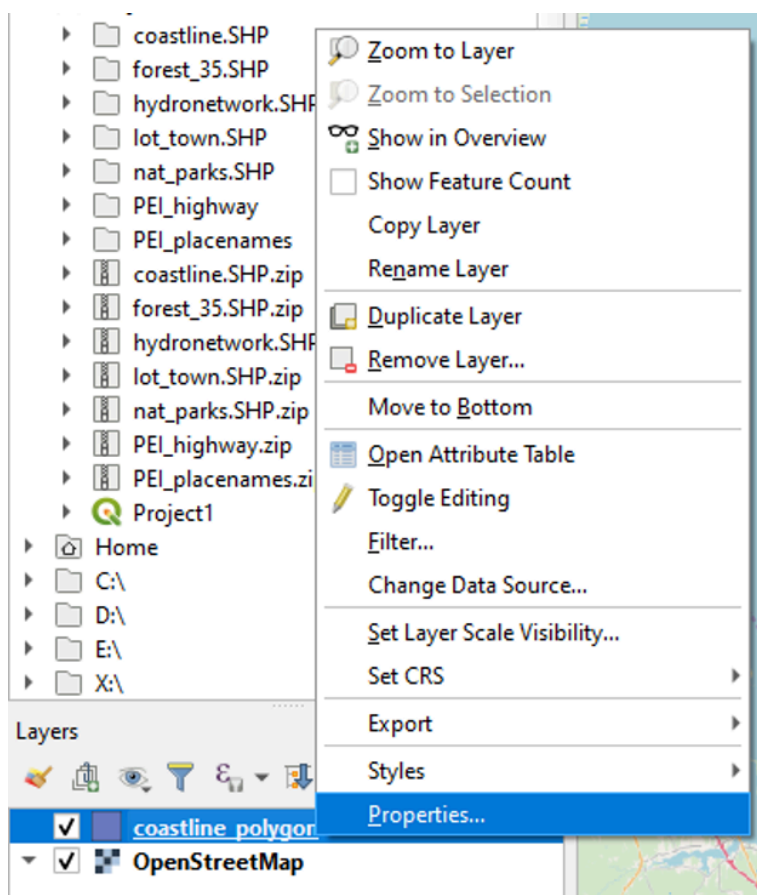 coastline.SHP
forest_35.SHP
hydronetwork.SHP
lot_town.SHP
nat_parks.SHP
PEI_highway
PEI_placenames
coastline.SHP.zip
forest_35.SHP.zip
hydronetwork.SHP
lot_town.SHP.zip
nat_parks.SHP.zip
PEI_highway.zip
PEI_placenames.zi
Project1
Home
C:\
D:\
E:\
X:\
Layers
coastline polygon
OpenStreetMap
Zoom to Layer
Zoom to Selection
Show in Overview
Show Feature Count
Copy Layer
Rename Layer
Duplicate Layer
Remove Layer...
Move to Bottom
Open Attribute Table
Toggle Editing
Filter...
Change Data Source...
Set Layer Scale Visibility...
Set CRS
Export
Styles
Properties...